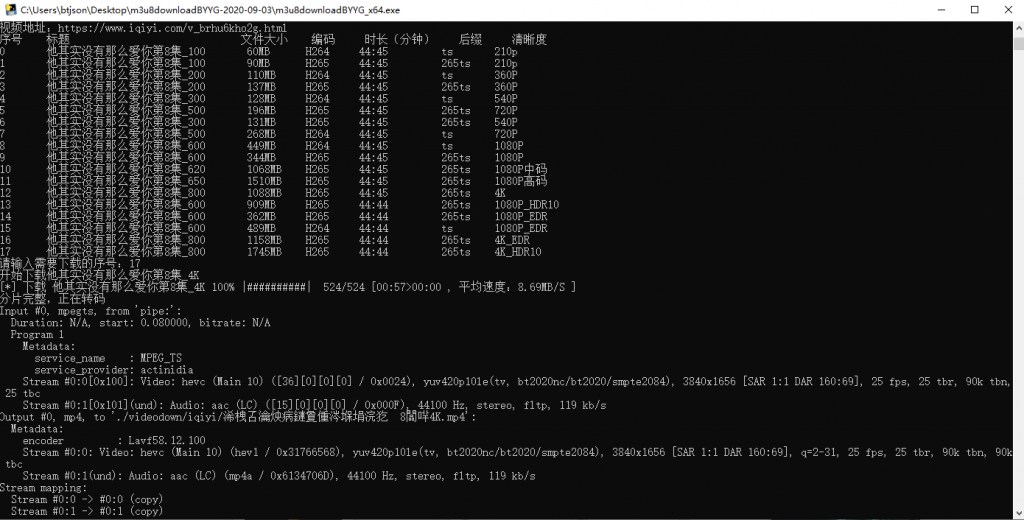 C:\Users\btjson\Desktop\m3u8downloadBYYG-2020-09-03\m3u8downloadBYYG_x64.exe
视频地址: https://www.iqiyi.com/v_brhu6kho2g.html
序号 标题 文件大小 编码 时长（分钟） 后缀 清晰度
0 他其实没有那么爱你第8集_100 60MB H264 44:45 ts 210p
1 他其实没有那么爱你第8集_100 90MB H265 44:45 265ts 210p
2 他其实没有那么爱你第8集_200 110MB H264 44:45 ts 360P
3 他其实没有那么爱你第8集_200 137MB H265 44:45 265ts 360P
4 他其实没有那么爱你第8集_300 128MB H264 44:45 ts 540P
5 他其实没有那么爱你第8集_500 196MB H265 44:45 265ts 720P
6 他其实没有那么爱你第8集_300 131MB H265 44:45 265ts 540P
7 他其实没有那么爱你第8集_500 268MB H264 44:45 ts 720P
8 他其实没有那么爱你第8集_600 449MB H264 44:45 ts 1080P
9 他其实没有那么爱你第8集_600 344MB H265 44:45 265ts 1080P
10 他其实没有那么爱你第8集_620 1068MB H265 44:45 265ts 1080P中码
11 他其实没有那么爱你第8集_650 1510MB H265 44:45 265ts 1080P高码
12 他其实没有那么爱你第8集_800 1083MB H265 44:45 265ts 4K
13 他其实没有那么爱你第8集_600 909MB H265 44:44 265ts 1080P_HDR10
14 他其实没有那么爱你第8集_600 362MB H265 44:44 265ts 1080P_EDR
15 他其实没有那么爱你第8集_600 489MB H265 44:44 ts 1080P_EDR
16 他其实没有那么爱你第8集_800 1158MB H265 44:44 265ts 4K_EDR
17 他其实没有那么爱你第8集_800 1745MB H265 44:44 265ts 4K_HDR10
请输入需要下载的序号: 17
开始下载他其实没有那么爱你第8集_4K
[*] 下载 他其实没有那么爱你第8集_4K 100% |##########| 524/524 [00:57>00:00 , 平均速度: 8.69MB/S ]
分片完整, 正在转码
Input #0, mpegts, from 'pipe:':
Duration: N/A, start: 0.080000, bitrate: N/A
Program 1
Metadata:
service_name : MPEG_TS
service_provider: actinidia
Stream #0:0[0x100]: Video: hevc (Main 10) ([36][0][0][0] / 0x0024), yuv420p10le(tv, bt2020nc/bt2020/smpte2084), 3840x1656 [SAR 1:1 DAR 160:69], 25 fps, 25 tbr, 90k tbn,
25 tbc
Stream #0:1[0x101](und): Audio: aac (LC) ([15][0][0][0] / 0x000F), 44100 Hz, stereo, fltp, 119 kb/s
Output #0, mp4, to './videodown/iqiyi/ 4K.mp4':
Metadata:
encoder : Lavf58.12.100
Stream #0:0: Video: hevc (Main 10) (hev1 / 0x31766568), yuv420p10le(tv, bt2020nc/bt2020/smpte2084), 3840x1656 [SAR 1:1 DAR 160:69], q=2-31, 25 fps, 25 tbr, 90k tbn, 90k
tbc
Stream #0:1(und): Audio: aac (LC) (mp4a / 0x6134706D), 44100 Hz, stereo, fltp, 119 kb/s
Stream mapping:
Stream #0:0 -> #0:0 (copy)
Stream #0:1 -> #0:1 (copy)